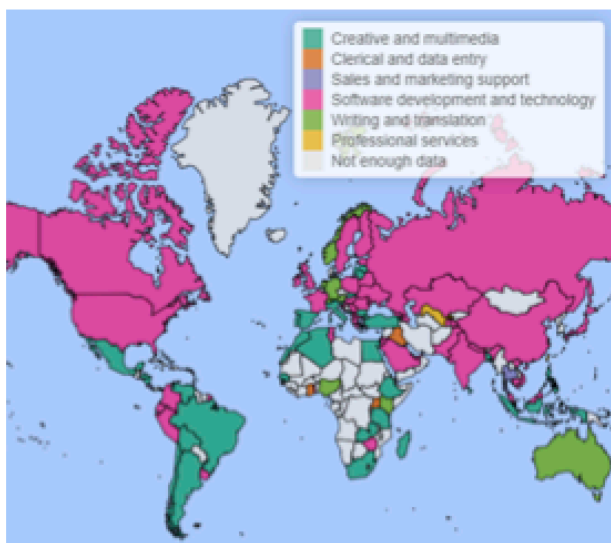 Creative and multimedia
Clerical and data entry
Sales and marketing support
Software development and technology
Writing and translation
Professional services
Not enough data